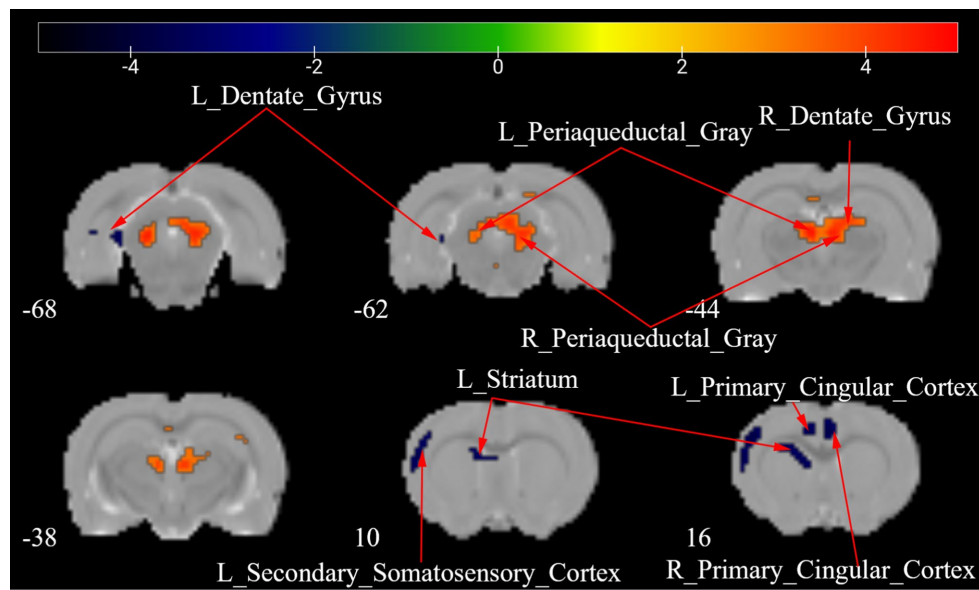 -4 -2 0 2 4
L_Dentate_Gyrus
R_Dentate_Gyrus
L_Periaqueductal_Gray
-68 -62 -44
R_Periaqueductal_Gray
L_Striatum
L_Primary_Cingular_Cortex
-38 10 16
L_Secondary_Somatosensory_Cortex
R_Primary_Cingular_Cortex